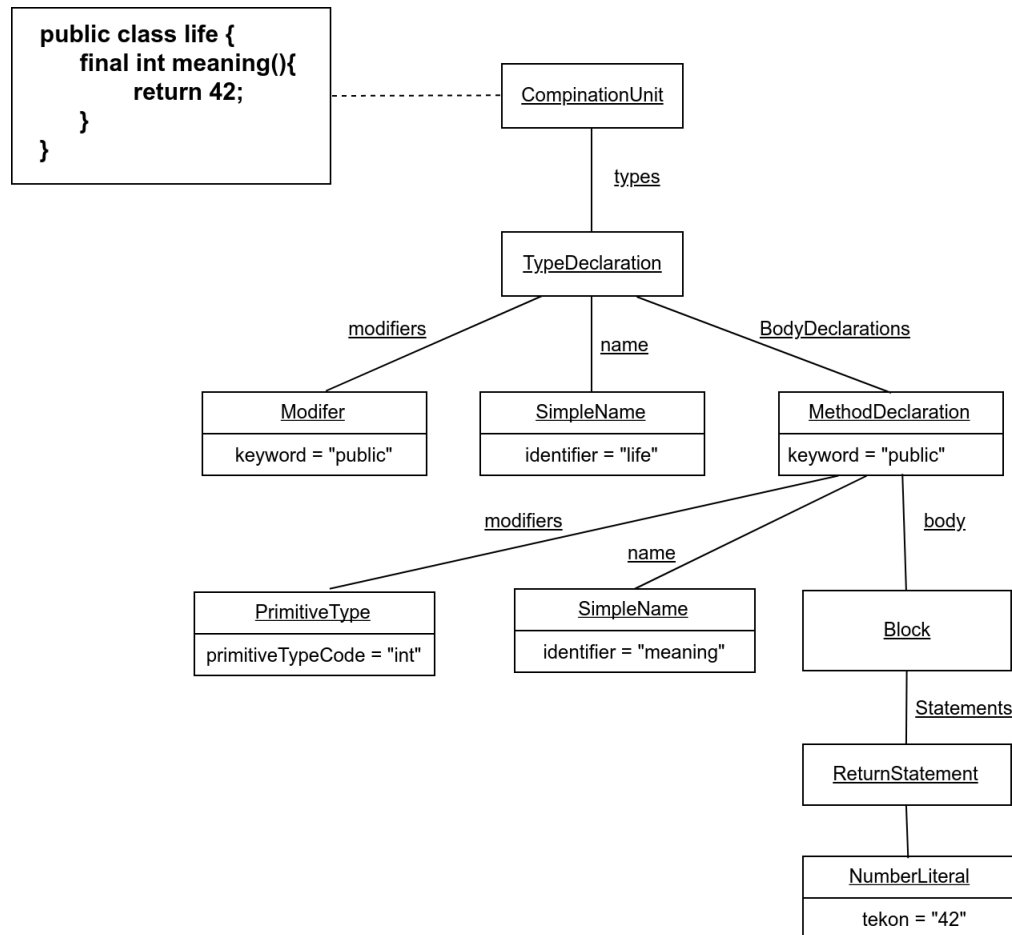 public class life {
final int meaning(){
return 42;
}
}
CompinationUnit
types
TypeDeclaration
modifiers
name
BodyDeclarations
Modifer
keyword = "public"
SimpleName
identifier = "life"
MethodDeclaration
keyword = "public"
modifiers
name
body
PrimitiveType
primitiveTypeCode = "int"
SimpleName
identifier = "meaning"
Block
Statements
ReturnStatement
NumberLiteral
tekon = "42"